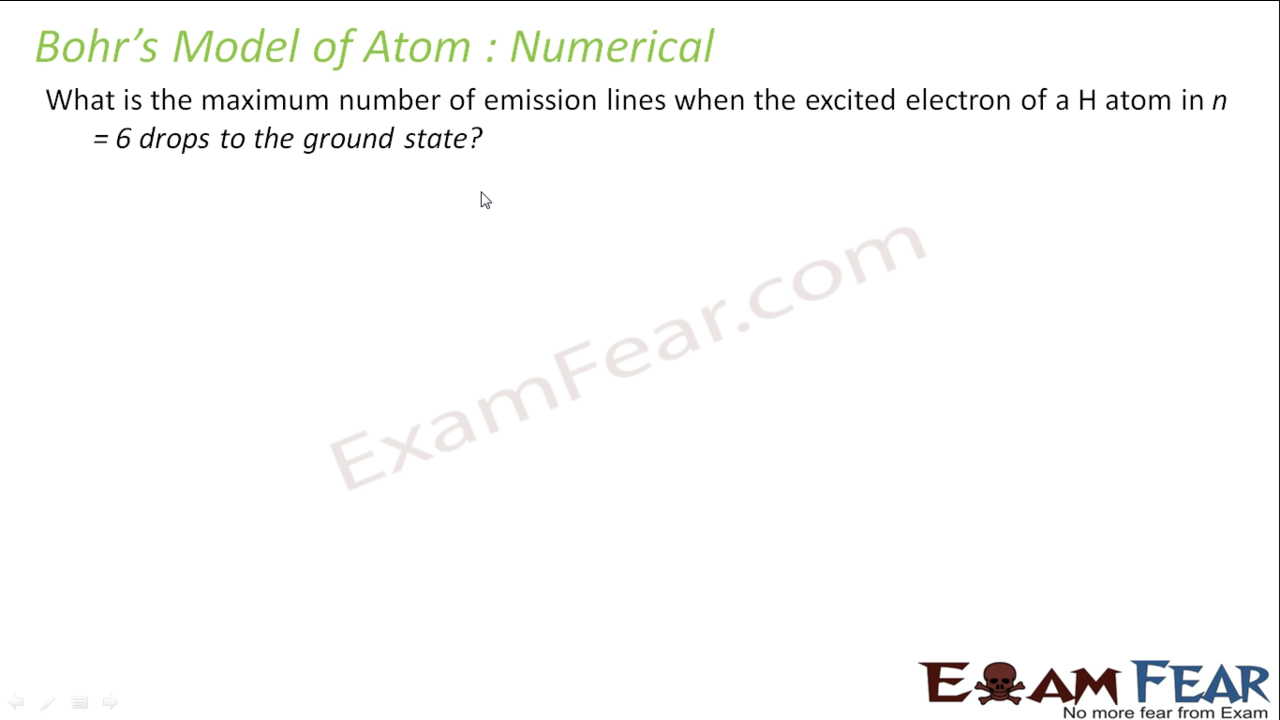 Bohr’s Model of Atom : Numerical
What is the maximum number of emission lines when the excited electron of a H atom in n
= 6 drops to the ground state?
ExamFear.com
EXAM FEAR
No more fear from Exam